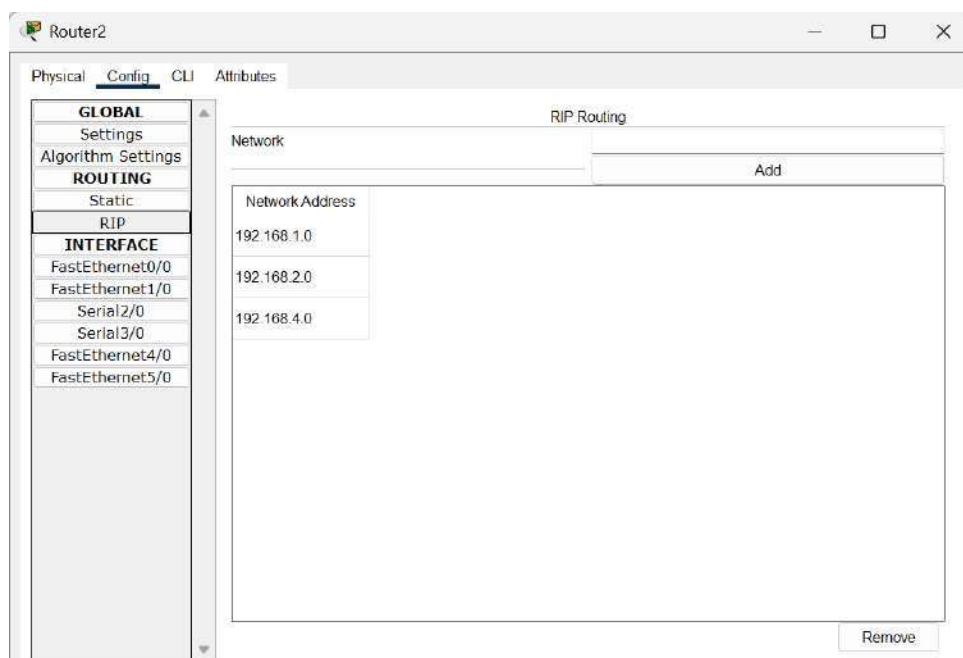 Router2
Physical Config CLI Attributes
GLOBAL
Settings
Algorithm Settings
ROUTING
Static
RIP
INTERFACE
FastEthernet0/0
FastEthernet1/0
Serial2/0
Serial3/0
FastEthernet4/0
FastEthernet5/0
RIP Routing
Network
Add
Network Address
192.168.1.0
192.168.2.0
192.168.4.0
Remove